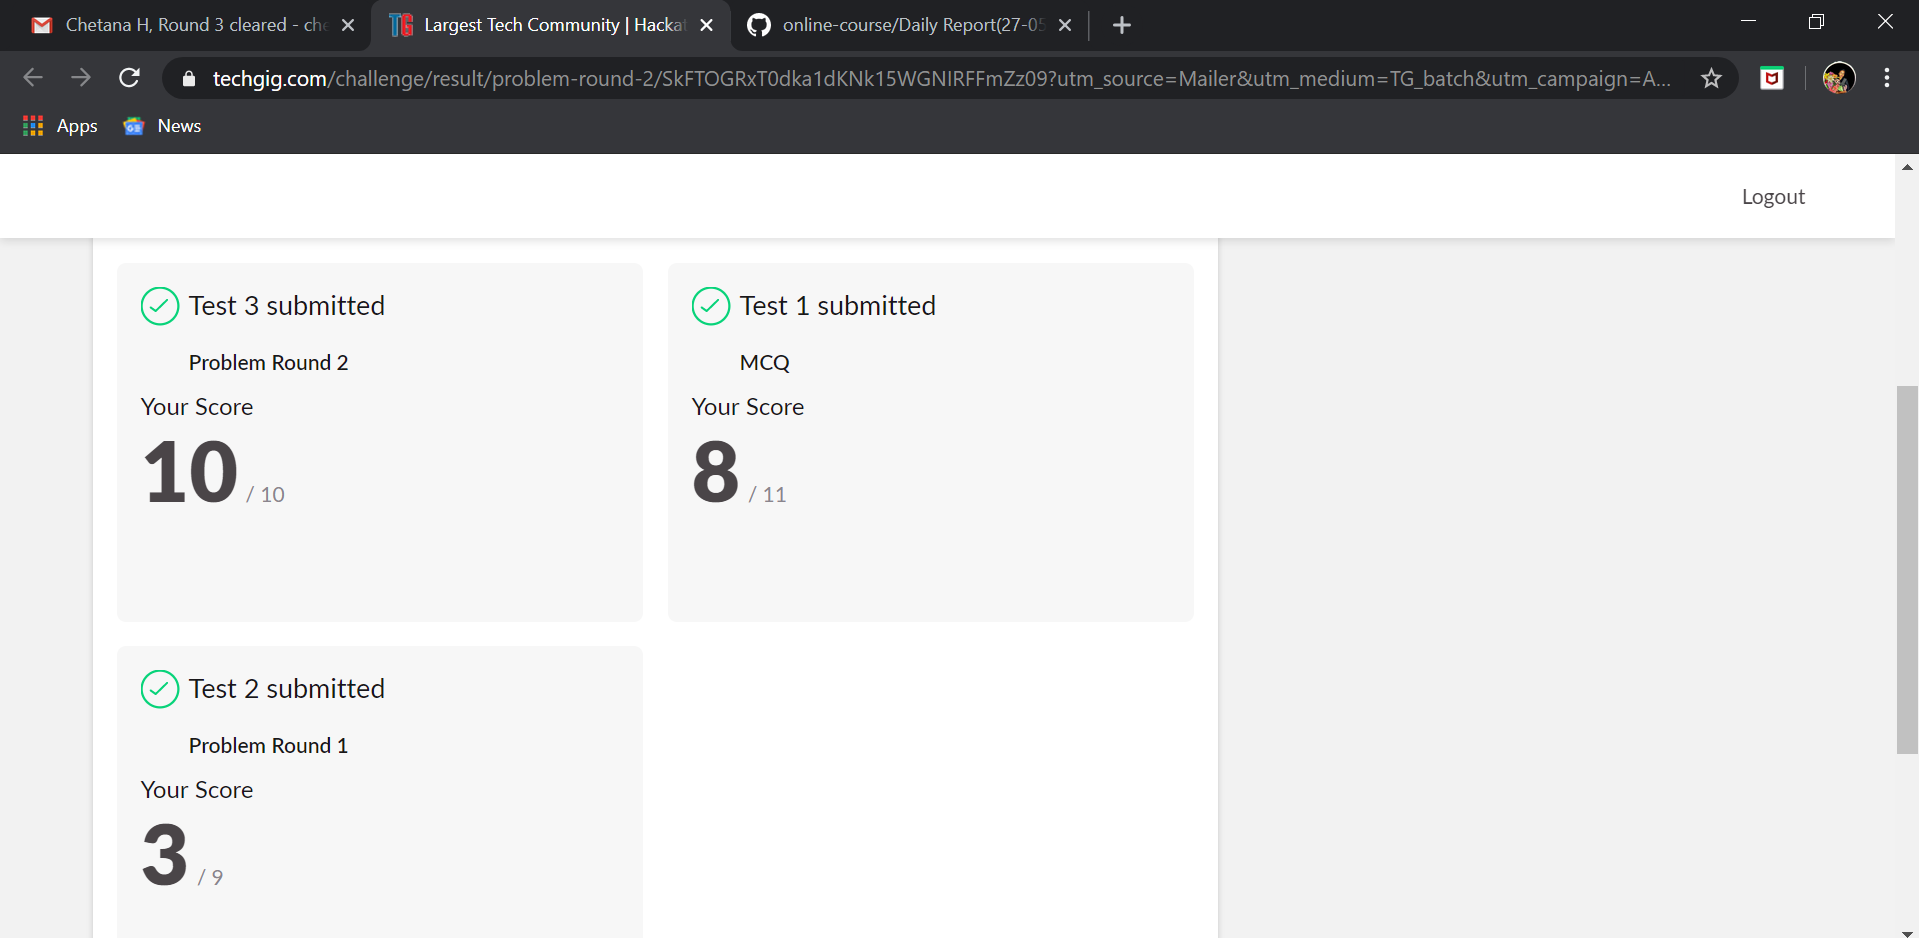 Chetana H, Round 3 cleared - che
Largest Tech Community | Hackat
online-course/Daily Report(27-05
techgig.com/challenge/result/problem-round-2/SkFTOGRxT0dka1dKNk15WGNIRFFmZz09?utm_source=Mailer&utm_medium=TG_batch&utm_campaign=A...
Apps
News
Logout
Test 3 submitted
Problem Round 2
Your Score
10 / 10
Test 1 submitted
MCQ
Your Score
8 / 11
Test 2 submitted
Problem Round 1
Your Score
3 / 9